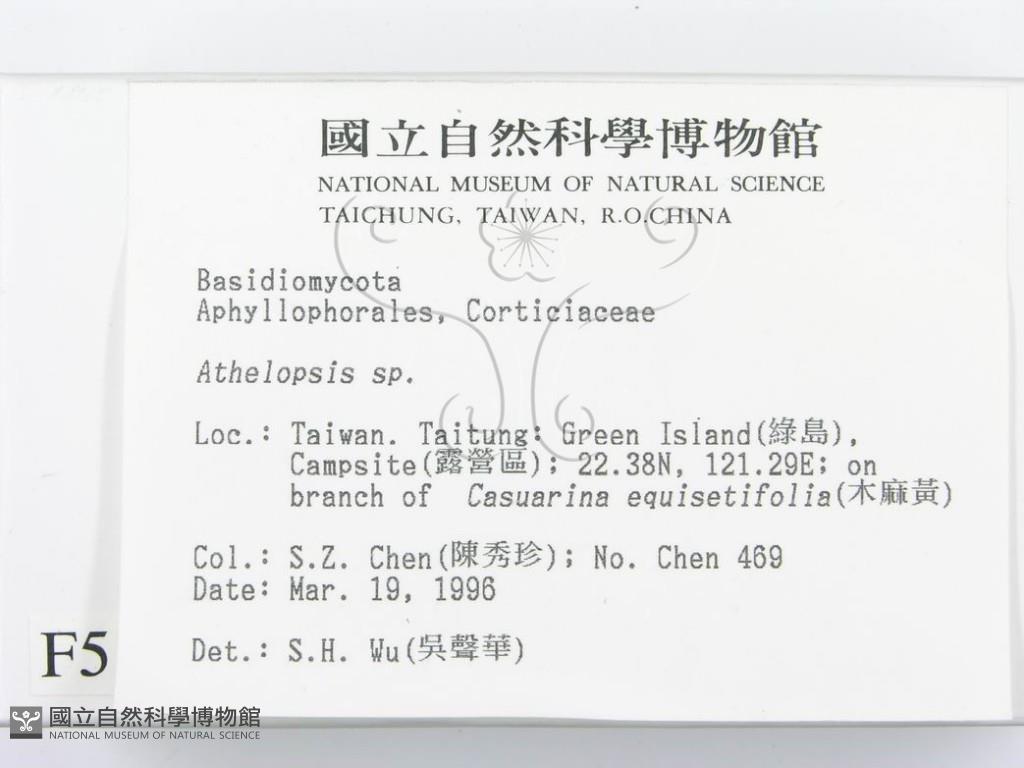 國立自然科學博物館
NATIONAL MUSEUM OF NATURAL SCIENCE
TAICHUNG, TAIWAN, R.O.CHINA
Basidiomycota
Aphyllophorales, Corticiaceae
Athelopsis sp.
Loc.: Taiwan. Taitung: Green Island(綠島),
Campsite(露營區); 22.38N, 121.29E; on
branch of Casuarina equisetifolia(木麻黃)
Col.: S.Z. Chen(陳秀珍); No. Chen 469
Date: Mar. 19, 1996
Det.: S.H. Wu(吳聲華)
F5
國立自然科學博物館
NATIONAL MUSEUM OF NATURAL SCIENCE